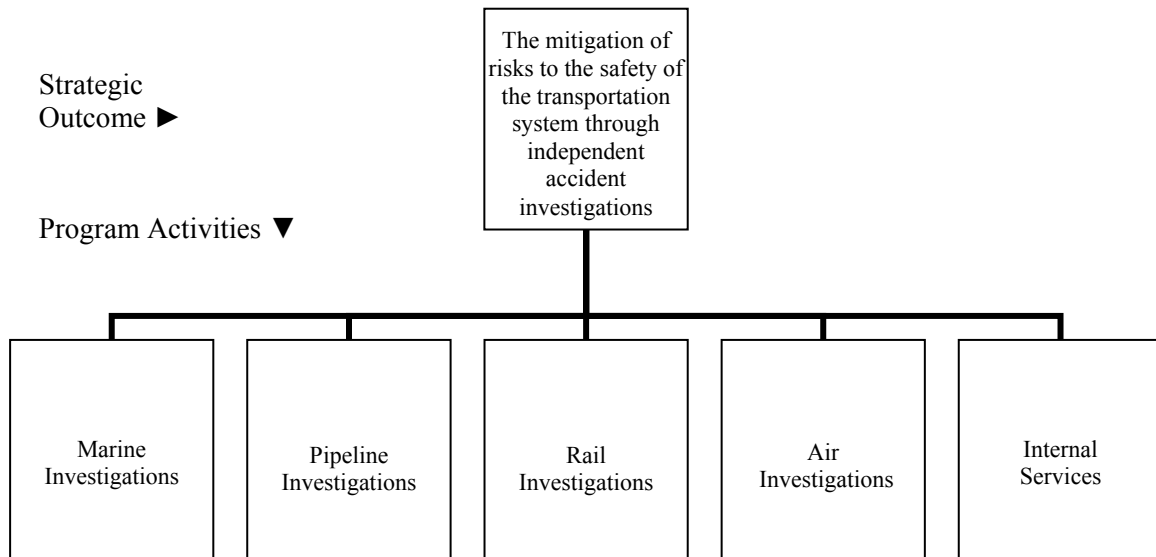 The mitigation of
risks to the safety of
the transportation
system through
independent
accident
investigations
Strategic
Outcome ►
Program Activities ▼
Marine
Investigations
Pipeline
Investigations
Rail
Investigations
Air
Investigations
Internal
Services